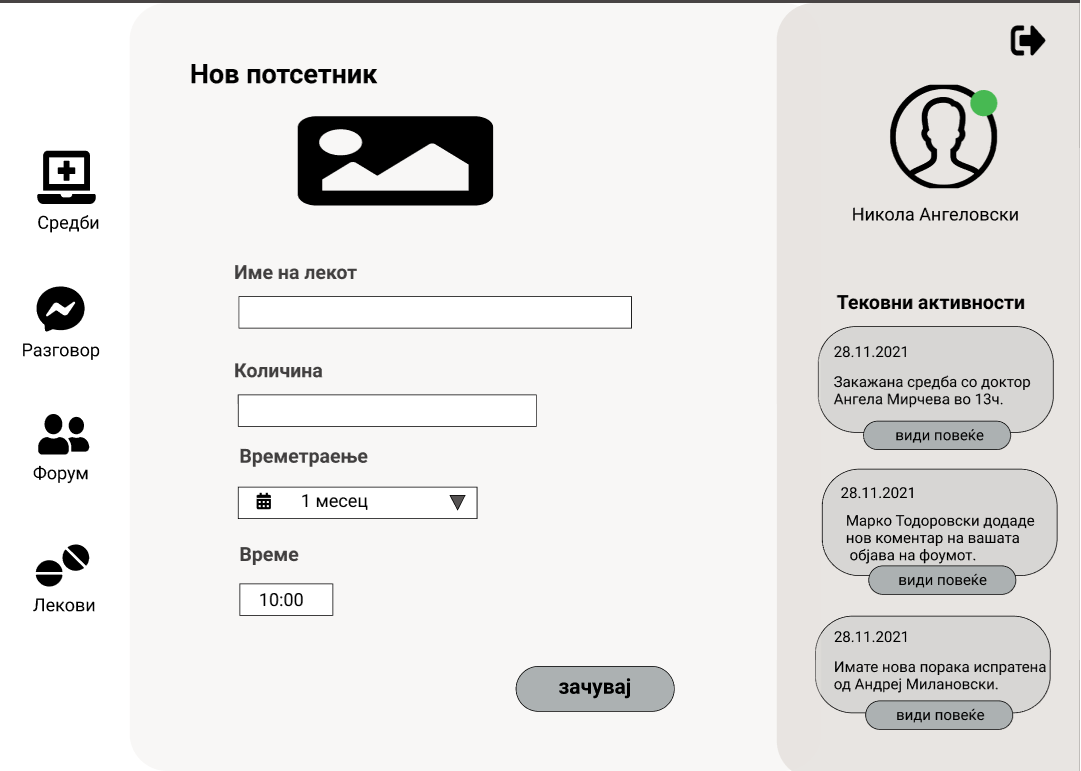 Нов потсетник
Средби
Разговор
Форум
Лекови
Име на лекот
Количина
Времетраење
1 месец
Време
10:00
зачувај
Никола Ангеловски
Тековни активности
28.11.2021
Закажана средба со доктор
Ангела Мирчева во 13ч.
види повеќе
28.11.2021
Марко Тодоровски додаде
нов коментар на вашата
објава на фоумот.
види повеќе
28.11.2021
Имате нова порака испратена
од Андреј Милановски.
види повеќе